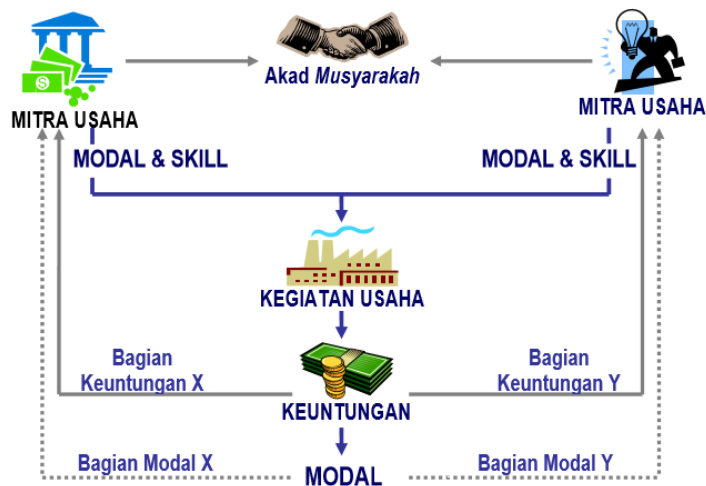 $
Akad Musyarakah
MITRA USAHA
MITRA USAHA
MODAL & SKILL
MODAL & SKILL
KEGIATAN USAHA
Bagian
Keuntungan X
Bagian
Keuntungan Y
KEUNTUNGAN
Bagian Modal X
Bagian Modal Y
MODAL